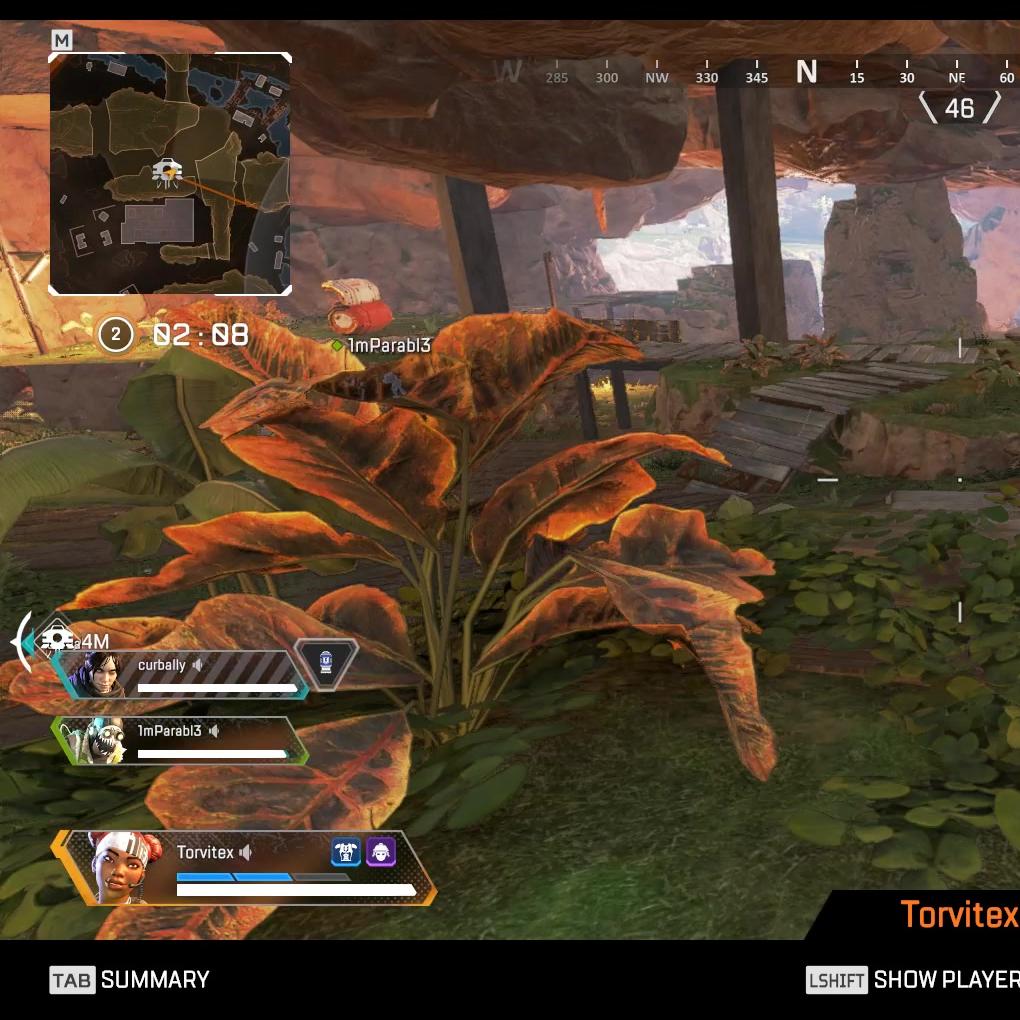 M
W 285 300 NW 330 345 N 15 30 NE 60
46
2 02:08
1mParabl3
4M
curbally
1mParabl3
Torvitex
Torvitex
TAB SUMMARY
LSHIFT SHOW PLAYER